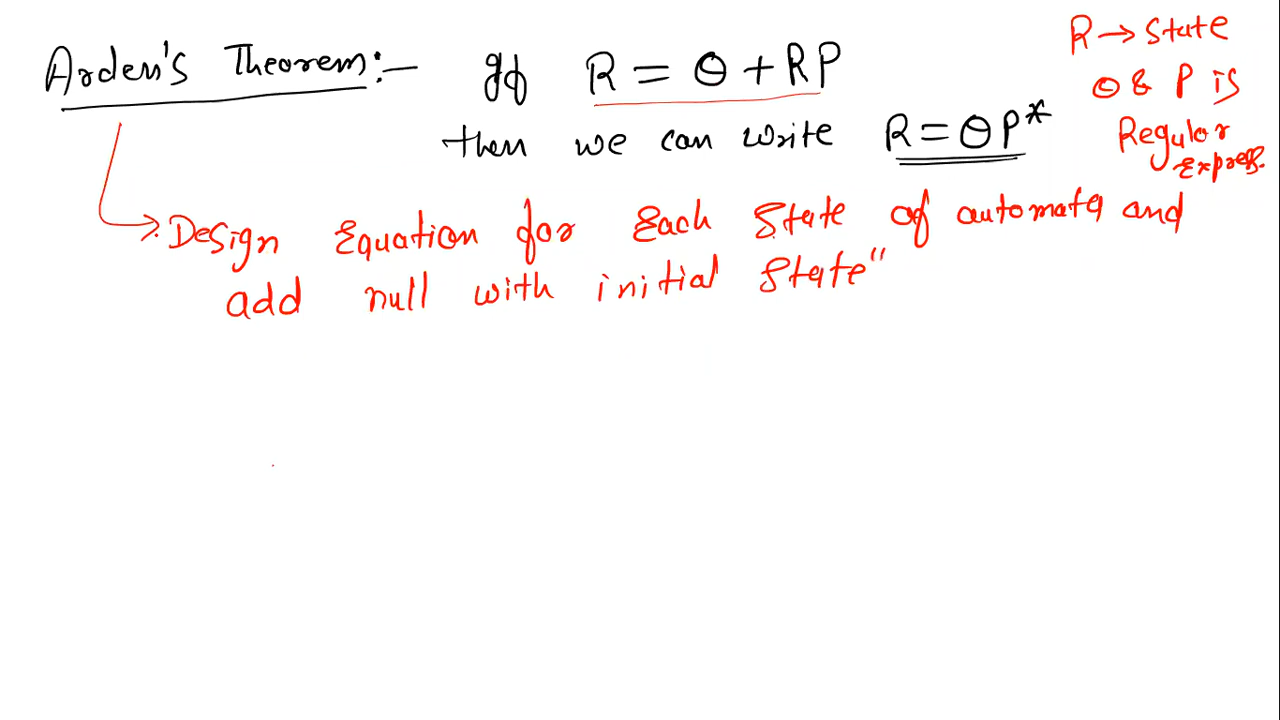 Arden's Theorem:- If R = Θ + RP
then we can write R = ΘP*
R → State
Θ & P is
Regular
Express.
Design Equation for Each State of automata and
add null with initial State"